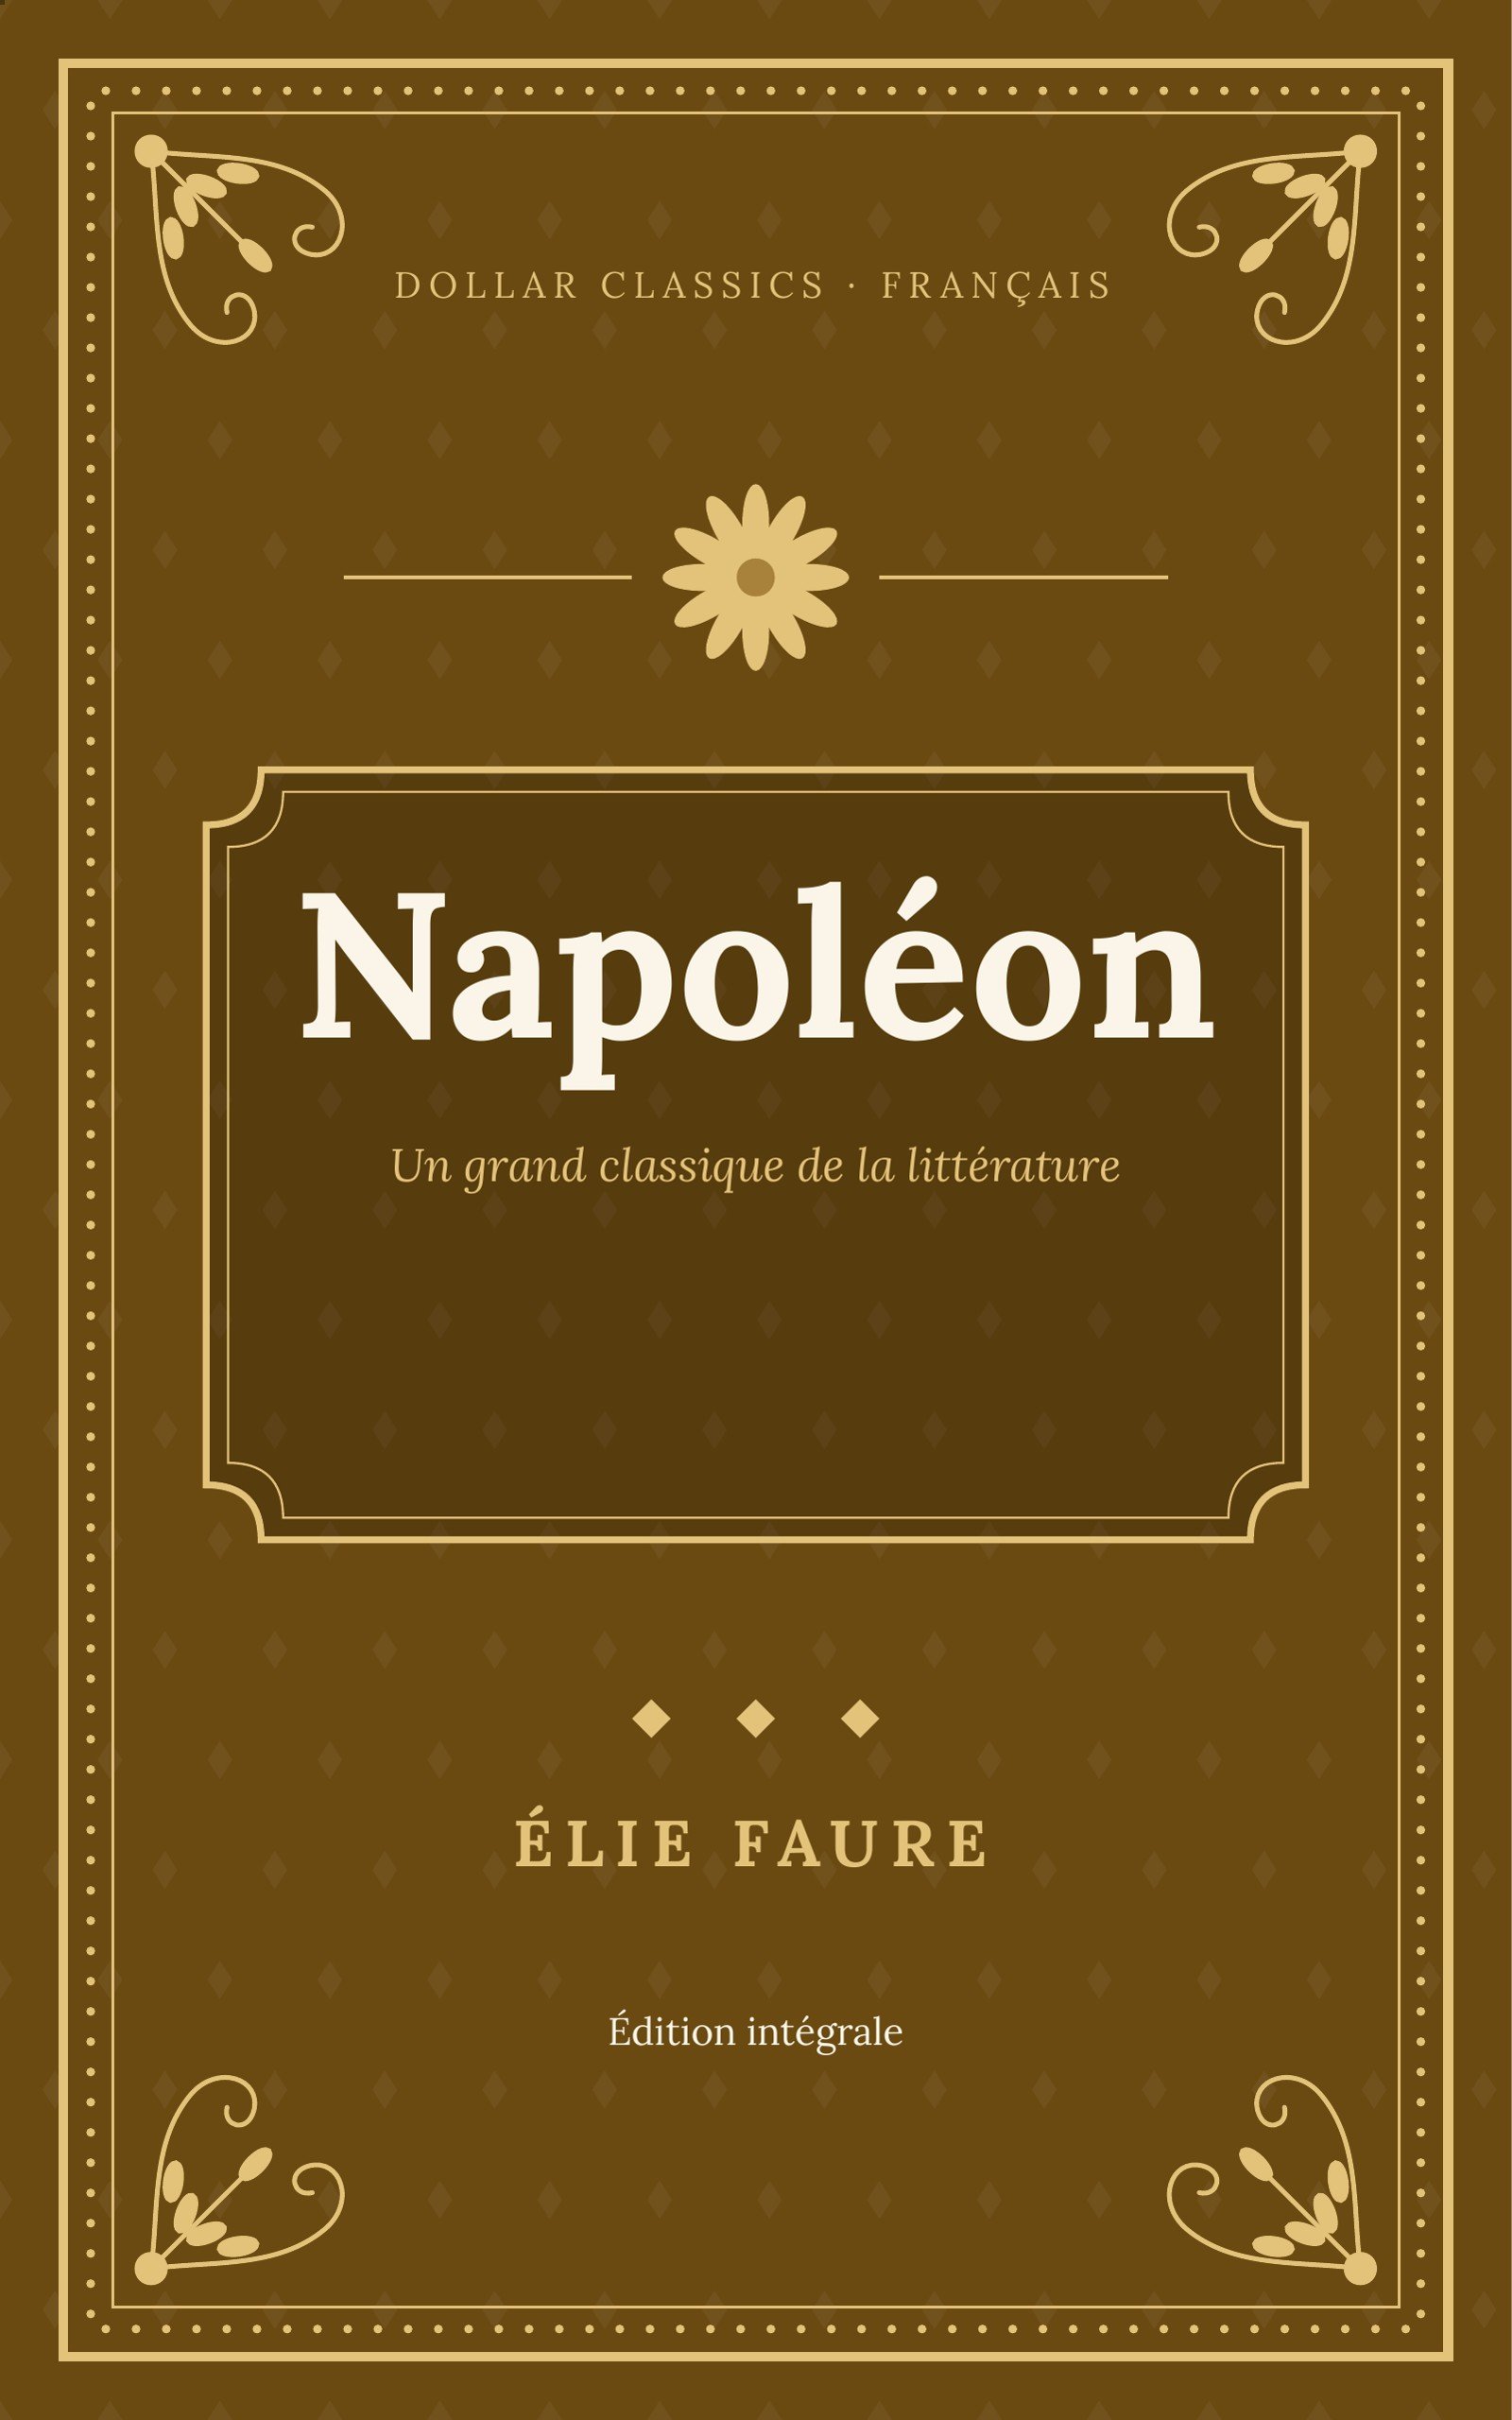 DOLLAR CLASSICS · FRANÇAIS
Napoléon
Un grand classique de la littérature
ÉLIE FAURE
Édition intégrale